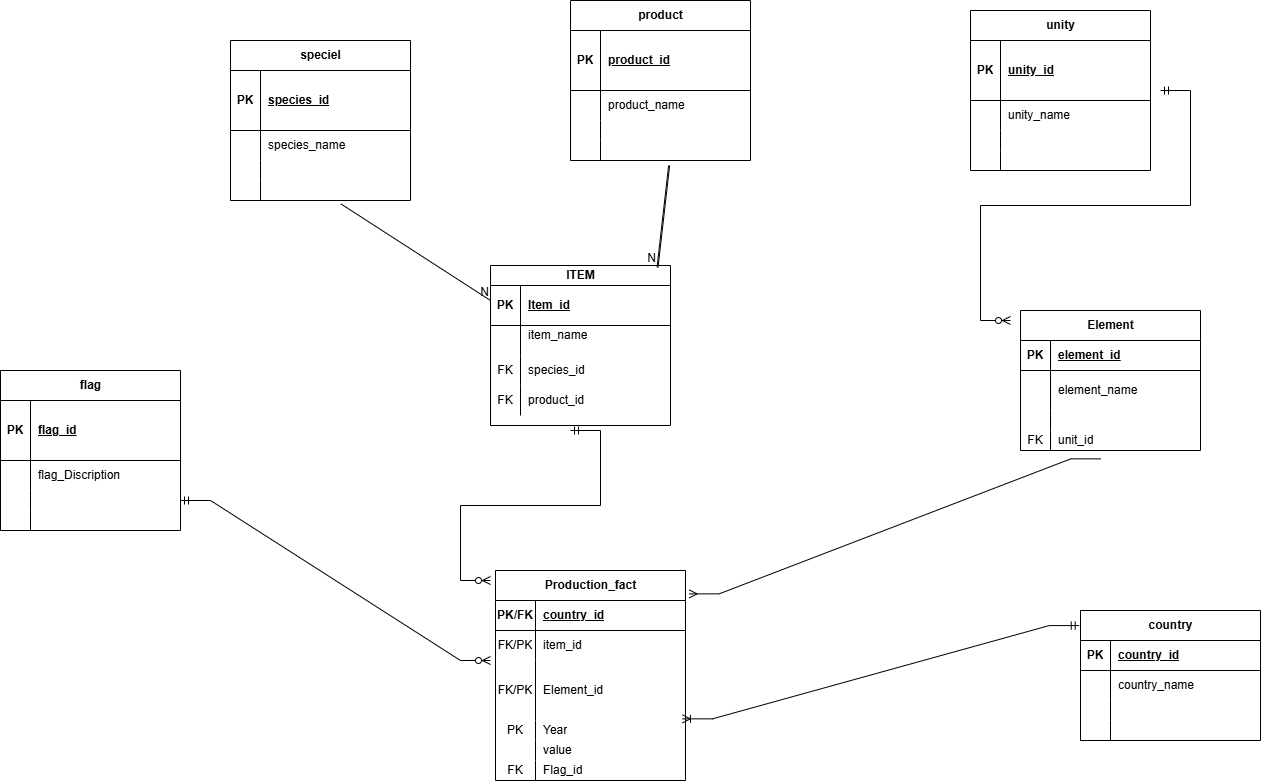 product
PK product_id
product_name
unity
PK unity_id
unity_name
speciel
PK species_id
species_name
N
N
ITEM
PK Item_id
item_name
FK species_id
FK product_id
Element
PK element_id
element_name
FK unit_id
flag
PK flag_id
flag_Discription
Production_fact
PK/FK country_id
FK/PK item_id
FK/PK Element_id
PK Year
value
FK Flag_id
country
PK country_id
country_name